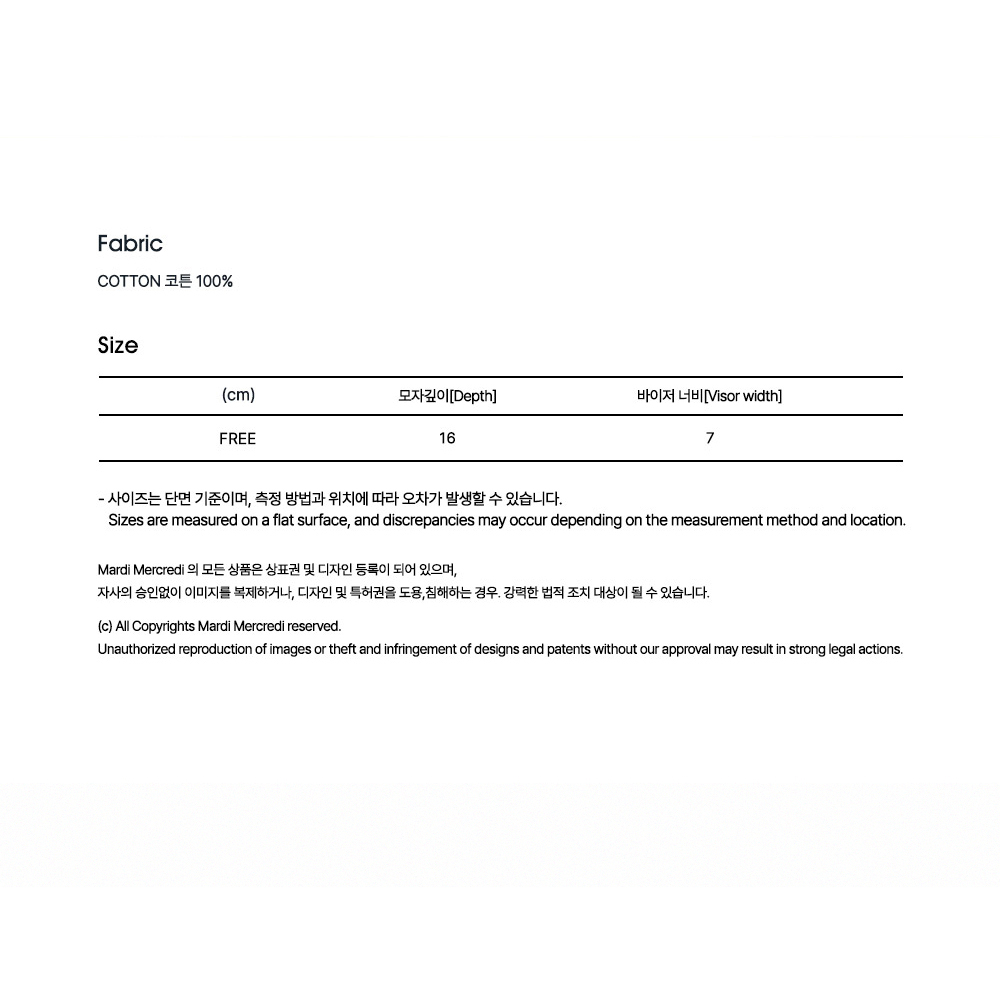 Fabric
COTTON 코튼 100%
Size
(cm) 모자깊이[Depth] 바이저 너비[Visor width]
FREE 16 7
- 사이즈는 단면 기준이며, 측정 방법과 위치에 따라 오차가 발생할 수 있습니다.
Sizes are measured on a flat surface, and discrepancies may occur depending on the measurement method and location.
Mardi Mercredi 의 모든 상품은 상표권 및 디자인 등록이 되어 있으며,
자사의 승인없이 이미지를 복제하거나, 디자인 및 특허권을 도용,침해하는 경우. 강력한 법적 조치 대상이 될 수 있습니다.
(c) All Copyrights Mardi Mercredi reserved.
Unauthorized reproduction of images or theft and infringement of designs and patents without our approval may result in strong legal actions.